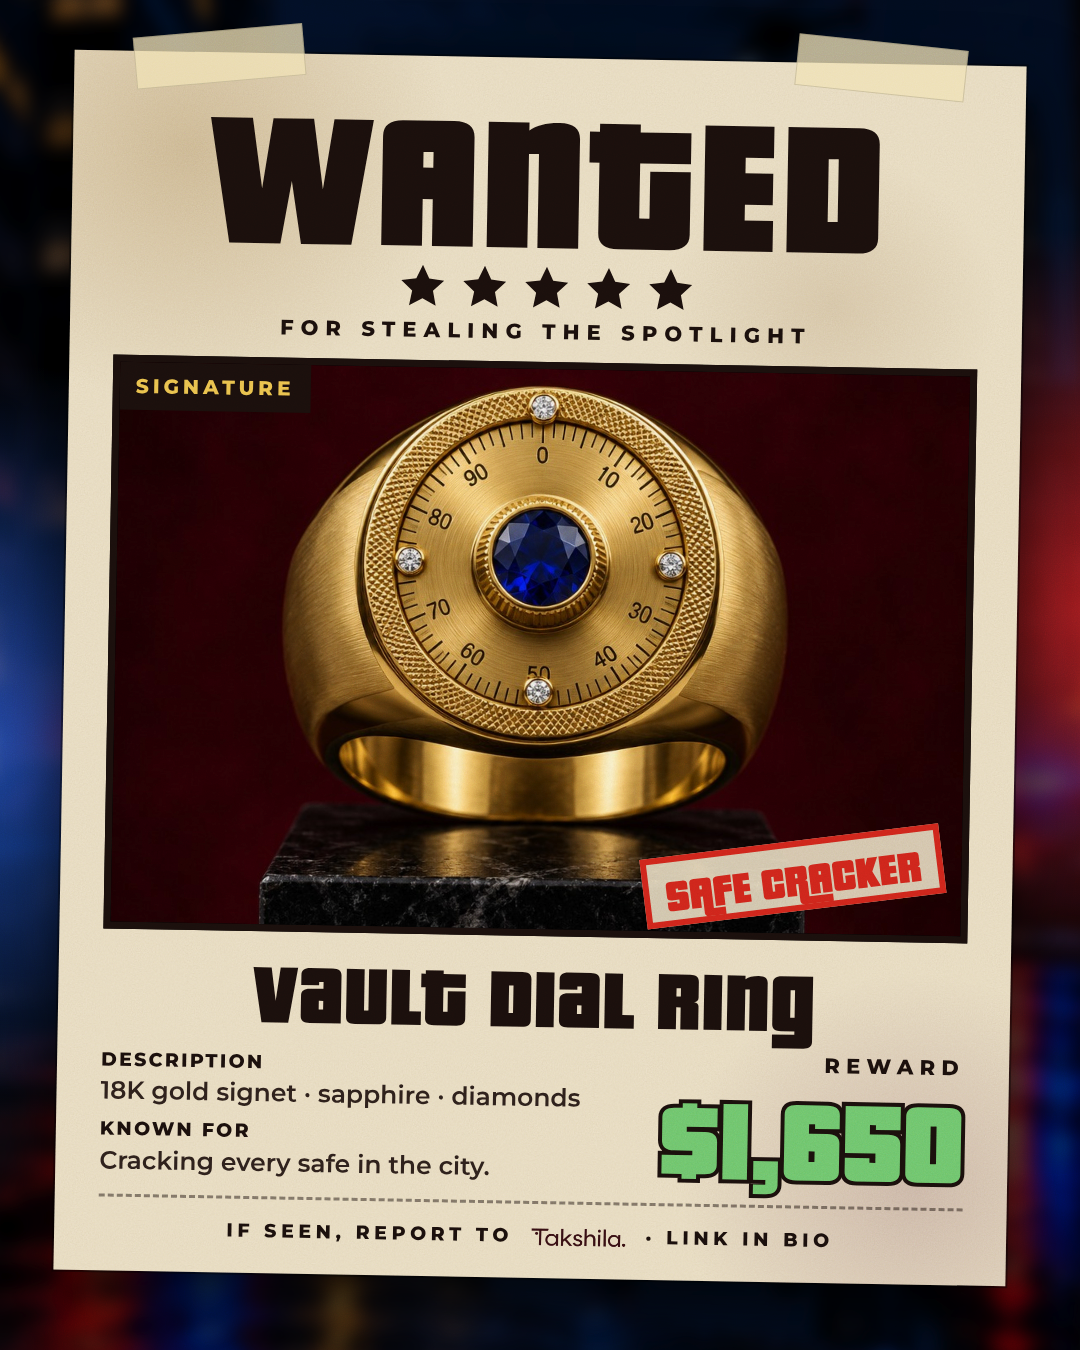 WANTED
★ ★ ★ ★ ★
FOR STEALING THE SPOTLIGHT
SIGNATURE
0
90 10
80 20
70 30
60 40
50
SAFE CRACKER
Vault Dial Ring
DESCRIPTION
18K gold signet · sapphire · diamonds
KNOWN FOR
Cracking every safe in the city.
REWARD
$1,650
IF SEEN, REPORT TO Takshila. · LINK IN BIO